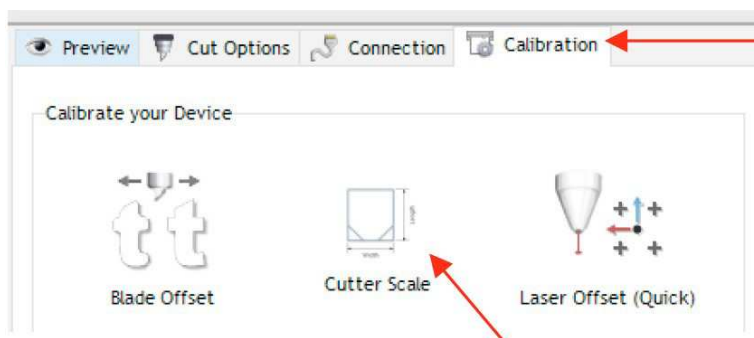 Preview Cut Options Connection Calibration
Calibrate your Device
Blade Offset Cutter Scale Laser Offset (Quick)